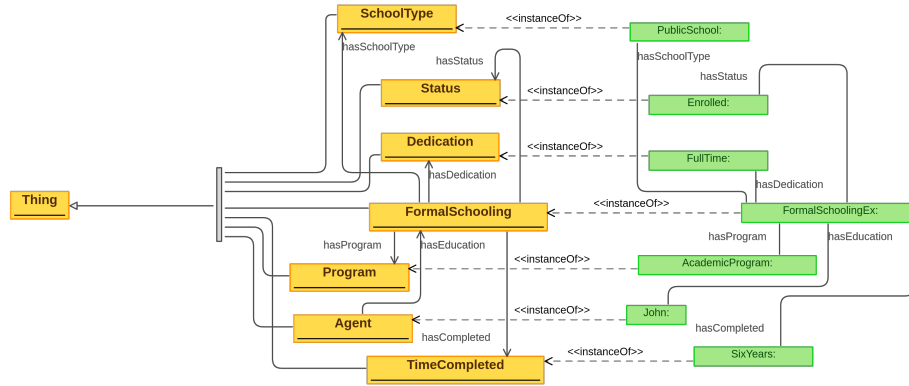 SchoolType
<<instanceOf>>
PublicSchool:
hasSchoolType
hasSchoolType
hasStatus
hasStatus
Status
<<instanceOf>>
Enrolled:
Dedication
<<instanceOf>>
FullTime:
hasDedication
hasDedication
Thing
FormalSchooling
<<instanceOf>>
FormalSchoolingEx:
hasProgram
hasEducation
hasProgram
hasEducation
Program
<<instanceOf>>
AcademicProgram:
Agent
<<instanceOf>>
John:
hasCompleted
hasCompleted
TimeCompleted
<<instanceOf>>
SixYears: